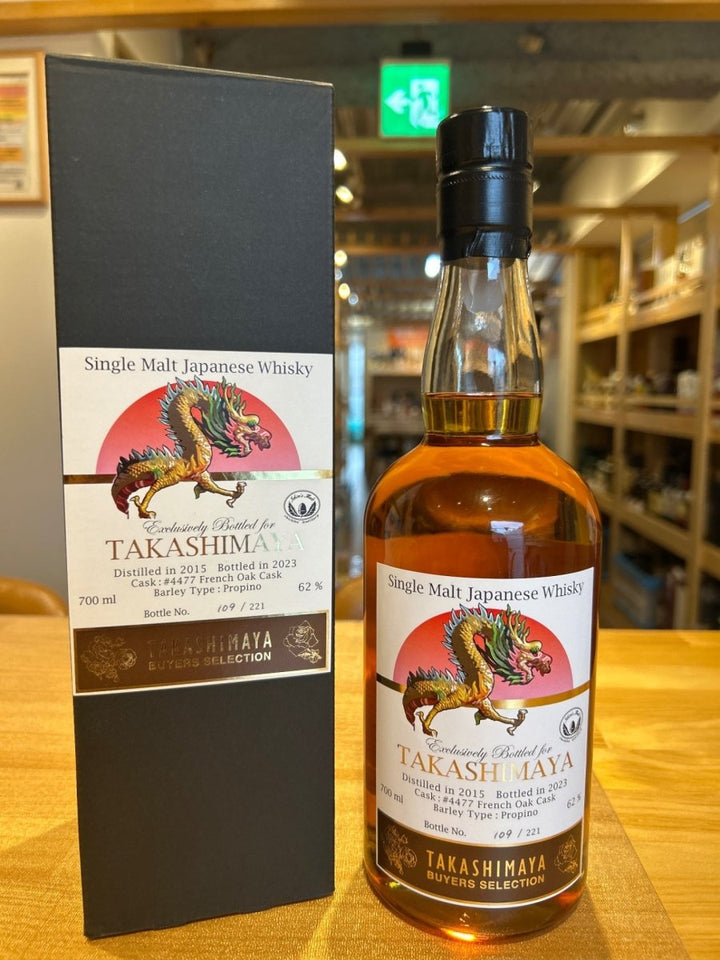 Single Malt Japanese Whisky
Exclusively Bottled for
TAKASHIMAYA
Distilled in 2015 Bottled in 2023
Cask : #4477 French Oak Cask
Barley Type : Propino
700 ml
62 %
Bottle No. 109 / 221
TAKASHIMAYA
BUYERS SELECTION
Single Malt Japanese Whisky
Exclusively Bottled for
TAKASHIMAYA
Distilled in 2015 Bottled in 2023
Cask : #4477 French Oak Cask
Barley Type : Propino
700 ml
62 %
Bottle No. 109 / 221
TAKASHIMAYA
BUYERS SELECTION